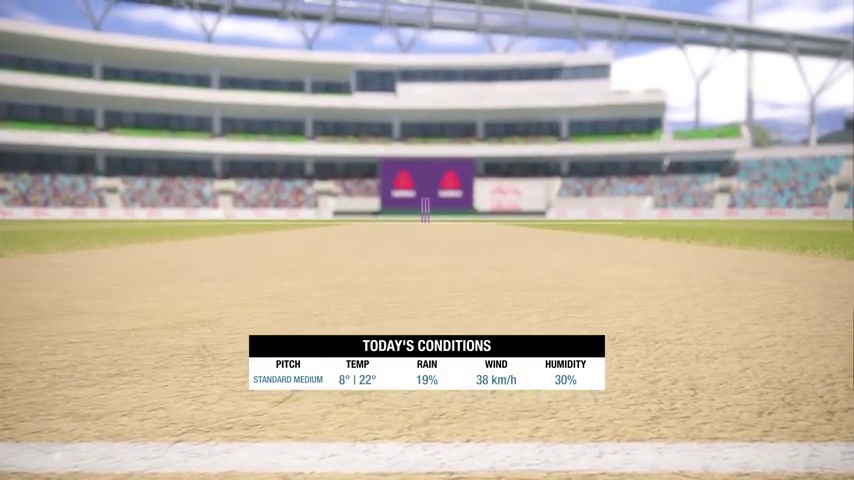 TODAY'S CONDITIONS
PITCH TEMP RAIN WIND HUMIDITY
STANDARD MEDIUM 8° | 22° 19% 38 km/h 30%